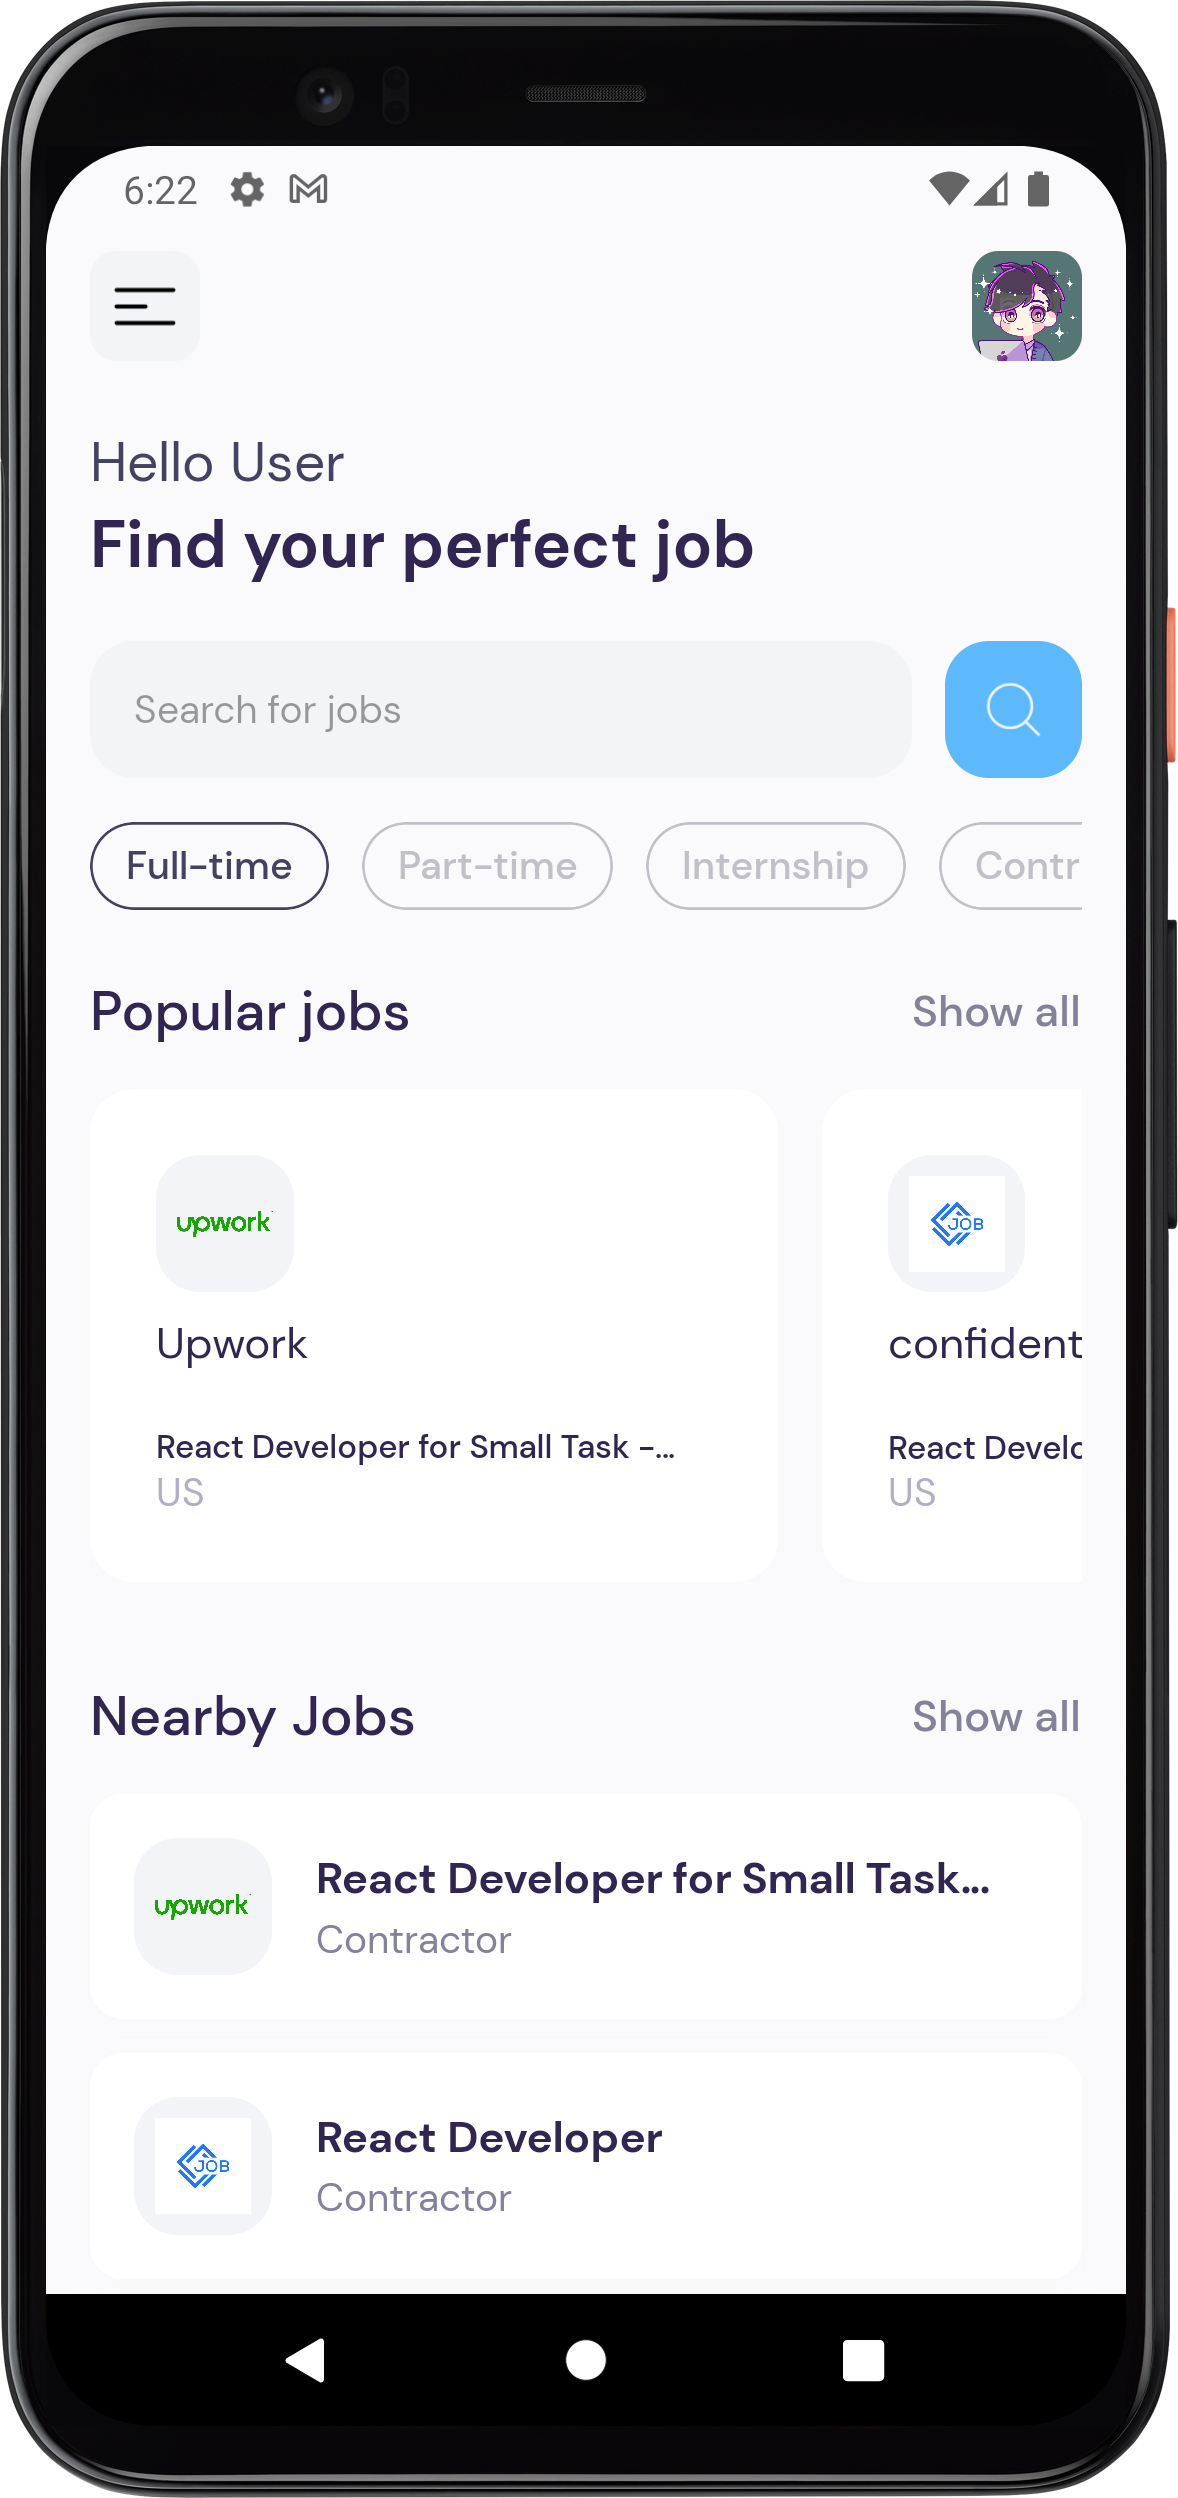 6:22
Hello User
Find your perfect job
Search for jobs
Full-time Part-time Internship Contr
Popular jobs Show all
upwork JOB
Upwork confident
React Developer for Small Task -... React Develo
US US
Nearby Jobs Show all
upwork
React Developer for Small Task...
Contractor
JOB
React Developer
Contractor